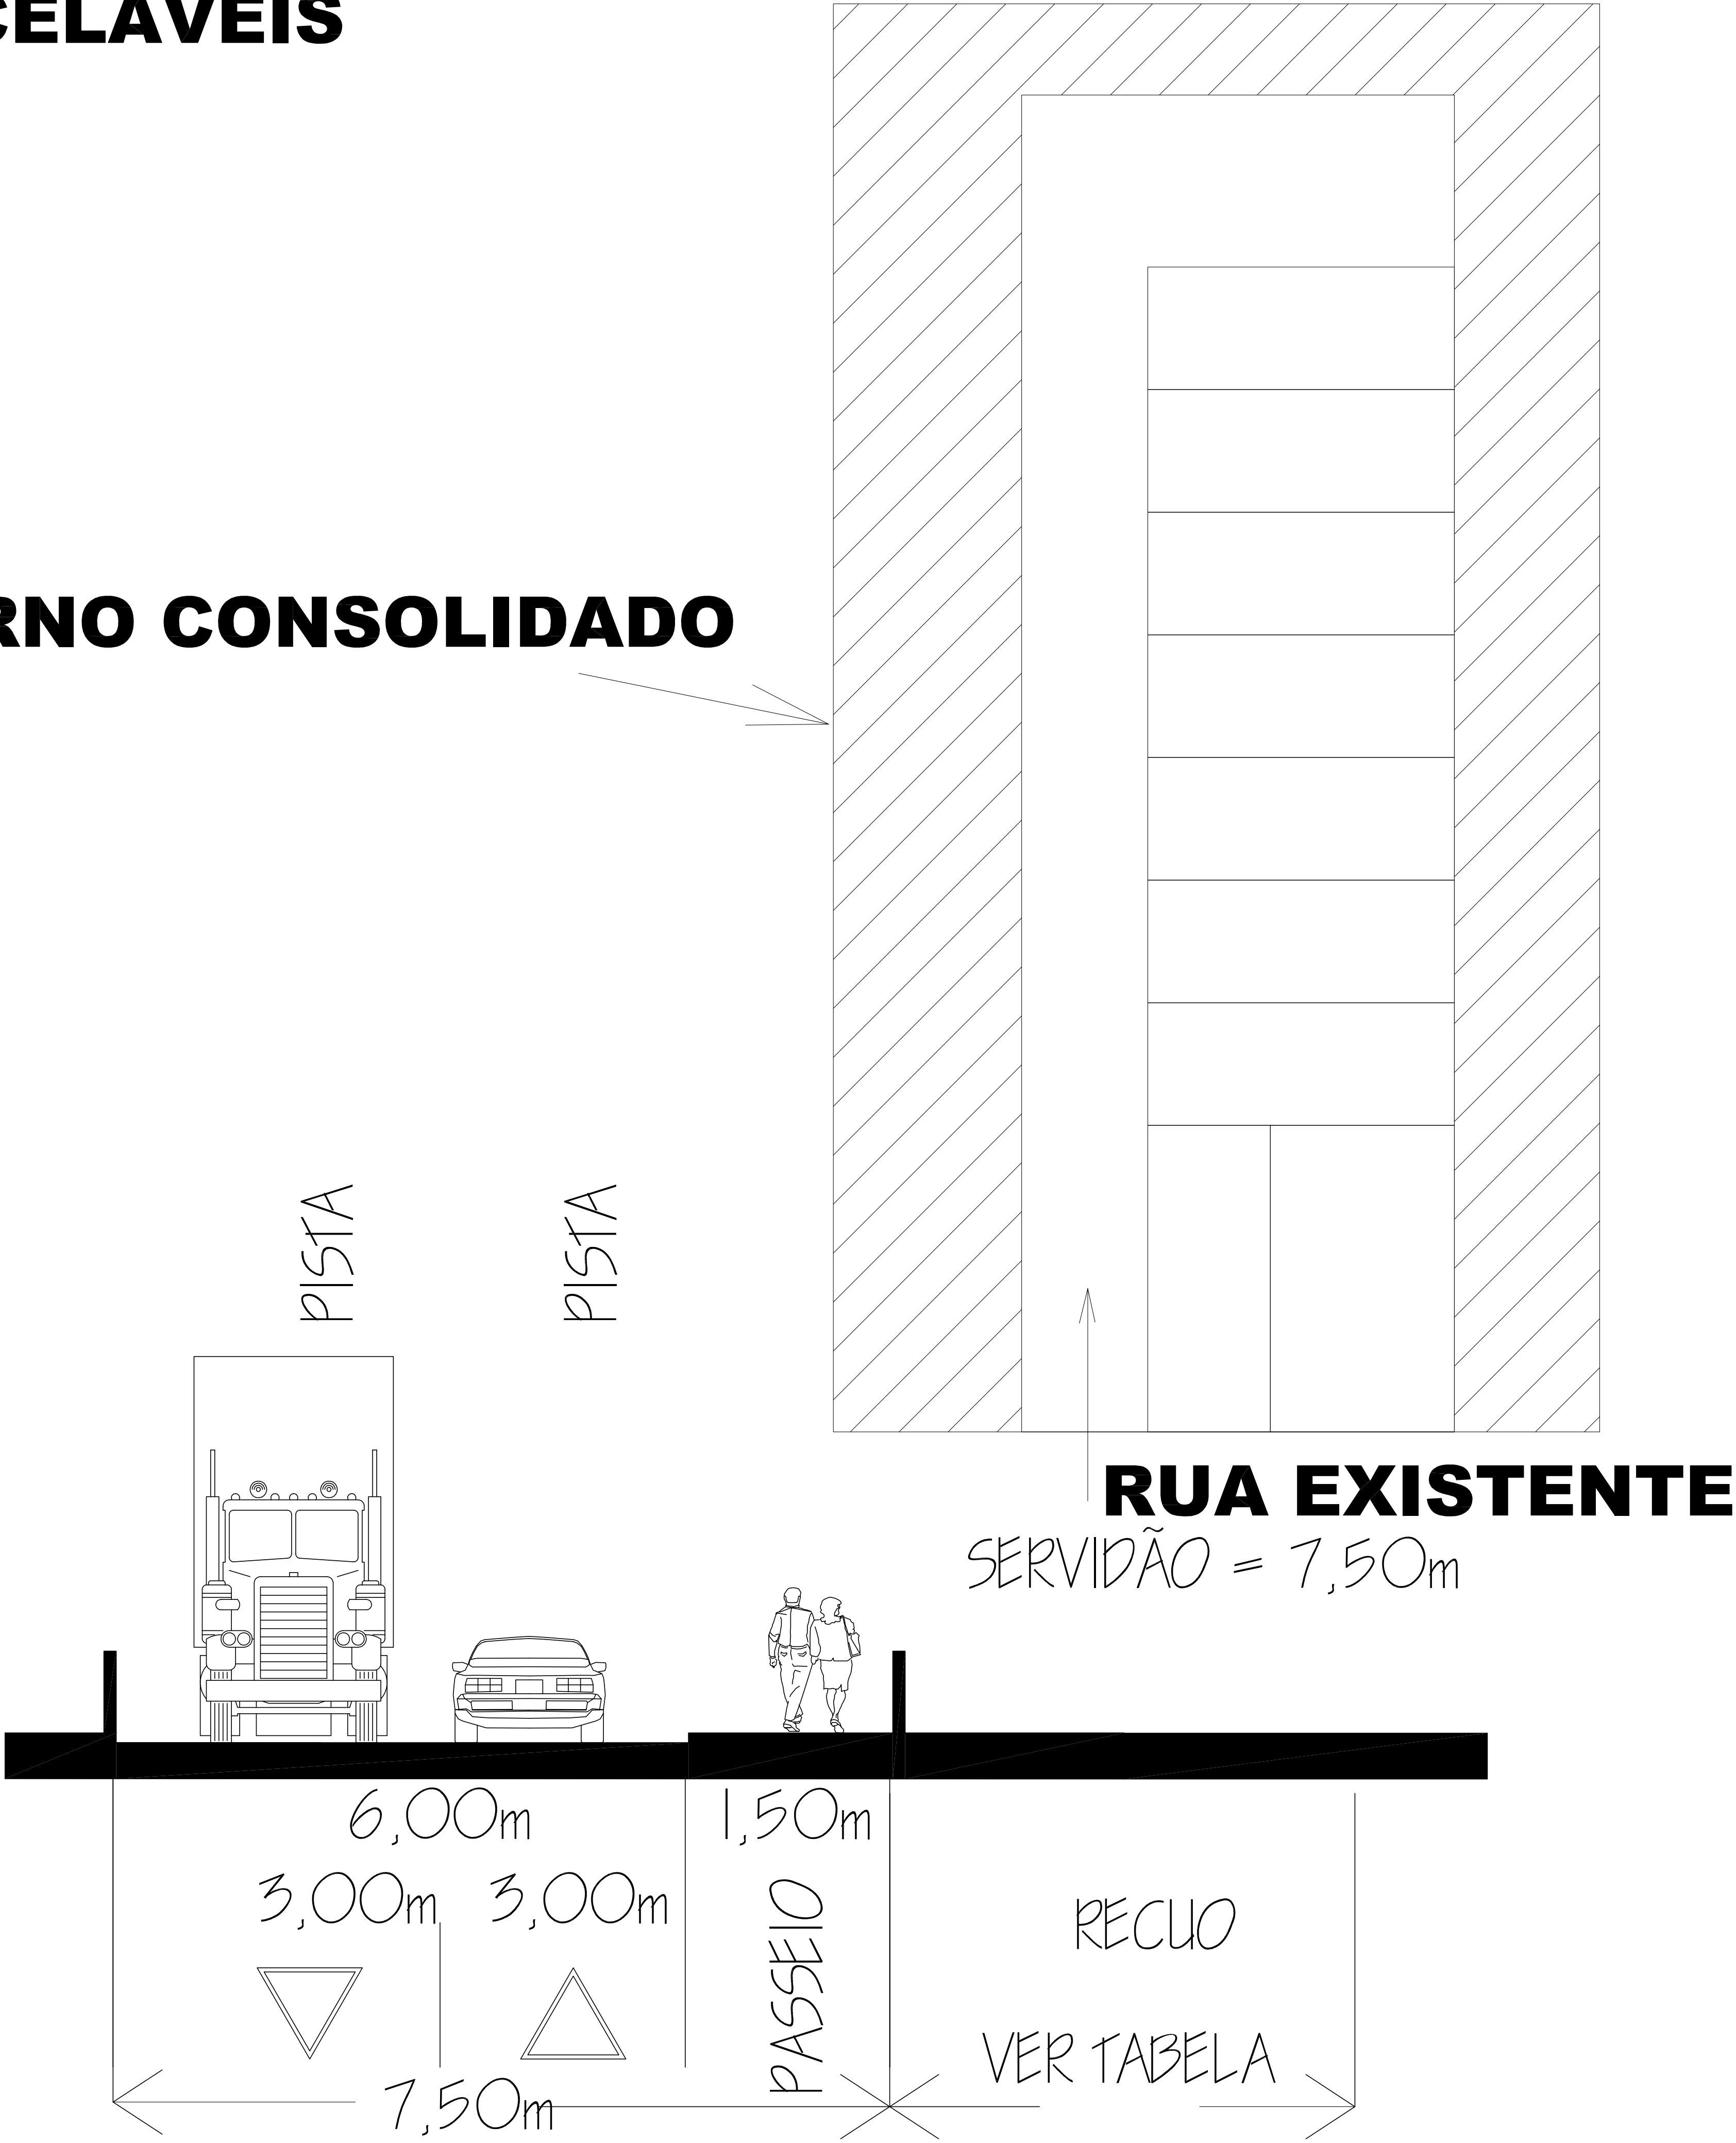 CELÁVEIS
RNO CONSOLIDADO
PISTA
PISTA
RUA EXISTENTE
SERVIDÃO = 7,50m
6,00m
1,50m
3,00m
3,00m
PASSEIO
RECUO
VER TABELA
7,50m